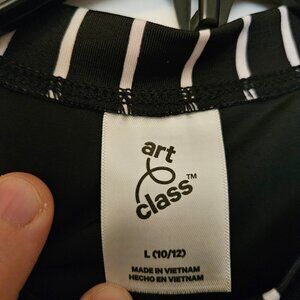 art
class™
L (10/12)
MADE IN VIETNAM
HECHO EN VIETNAM